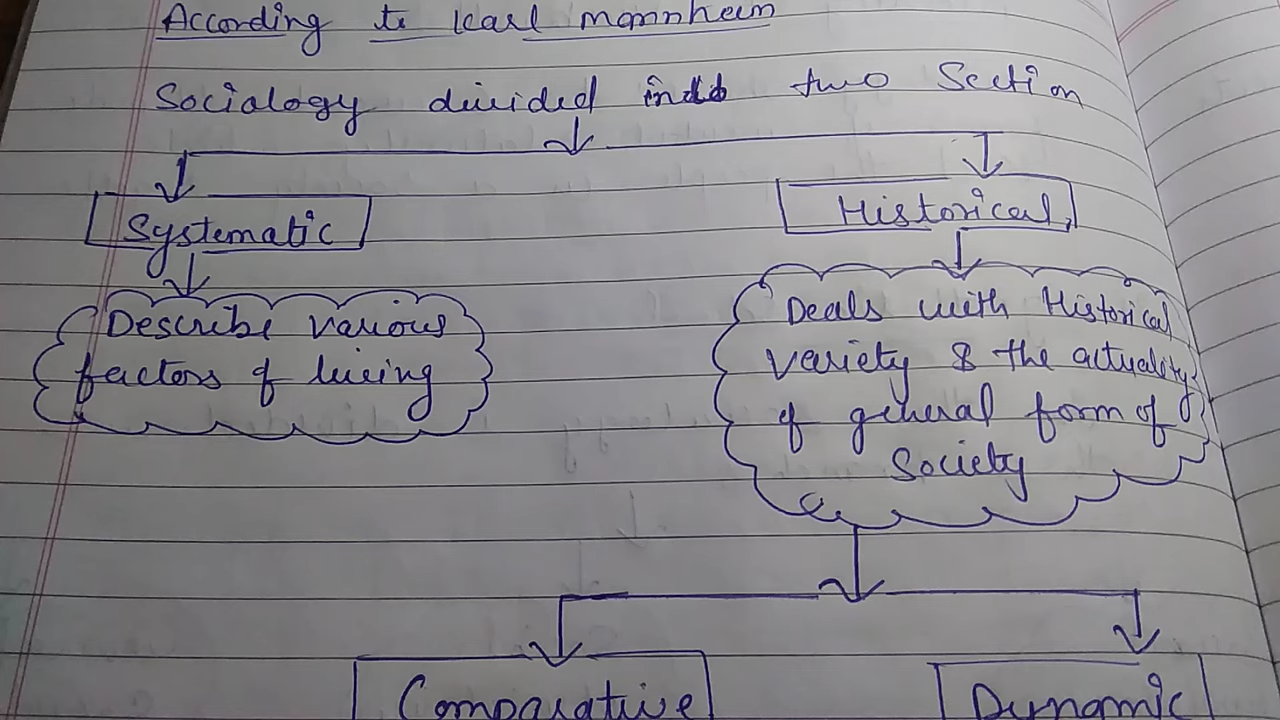 According to Karl mannheim
Socialogy divided into two Section
Systematic
Historical,
Describe various
factors of living
Deals with Historical
variety & the actuality
of general form of
Society
Comparative
Dynamic